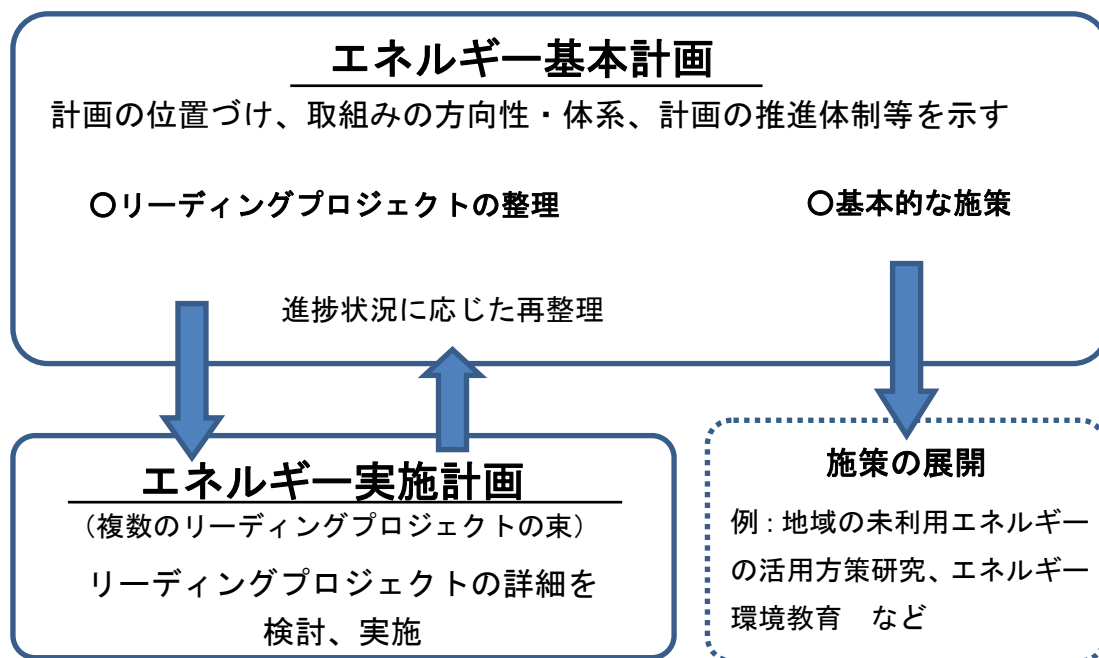 エネルギー基本計画
計画の位置づけ、取組みの方向性・体系、計画の推進体制等を示す
○リーディングプロジェクトの整理
○基本的な施策
進捗状況に応じた再整理
エネルギー実施計画
（複数のリーディングプロジェクトの束）
リーディングプロジェクトの詳細を
検討、実施
施策の展開
例：地域の未利用エネルギー
の活用方策研究、エネルギー
環境教育　など